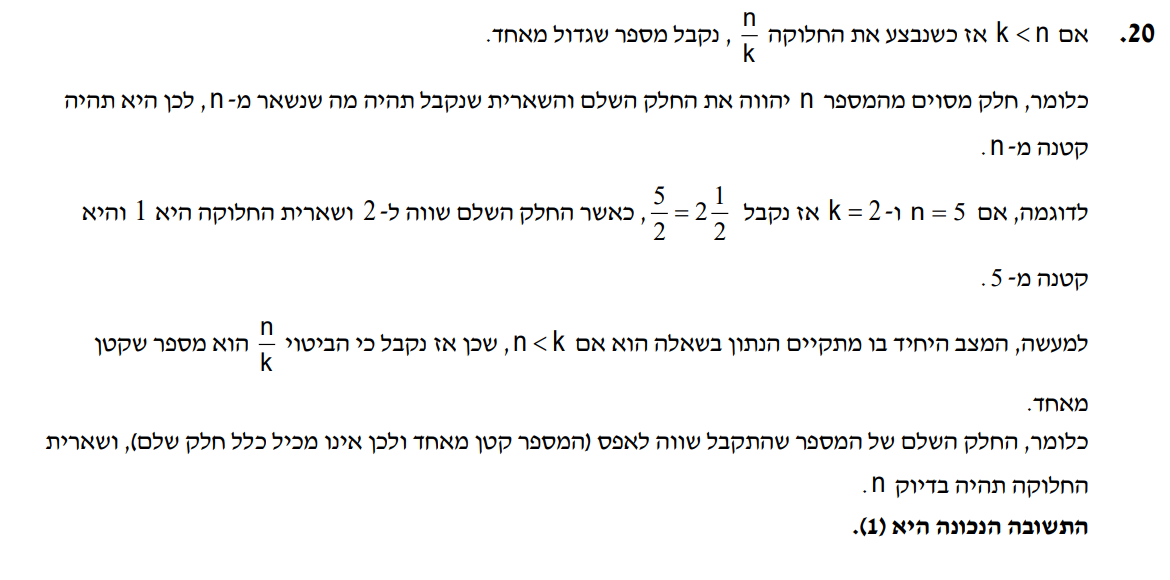 20. אם k < n אז כשנבצע את החלוקה n/k, נקבל מספר שגדול מאחד.
כלומר, חלק מסוים מהמספר n יהווה את החלק השלם והשארית שנקבל תהיה מה שנשאר מ-n, לכן היא תהיה
קטנה מ-n.
לדוגמה, אם n = 5 ו-k = 2 אז נקבל 5/2 = 2 1/2, כאשר החלק השלם שווה ל-2 ושארית החלוקה היא 1 והיא
קטנה מ-5.
למעשה, המצב היחיד בו מתקיים הנתון בשאלה הוא אם n < k, שכן אז נקבל כי הביטוי n/k הוא מספר שקטן
מאחד.
כלומר, החלק השלם של המספר שהתקבל שווה לאפס (המספר קטן מאחד ולכן אינו מכיל כלל חלק שלם), ושארית
החלוקה תהיה בדיוק n.
התשובה הנכונה היא (1).